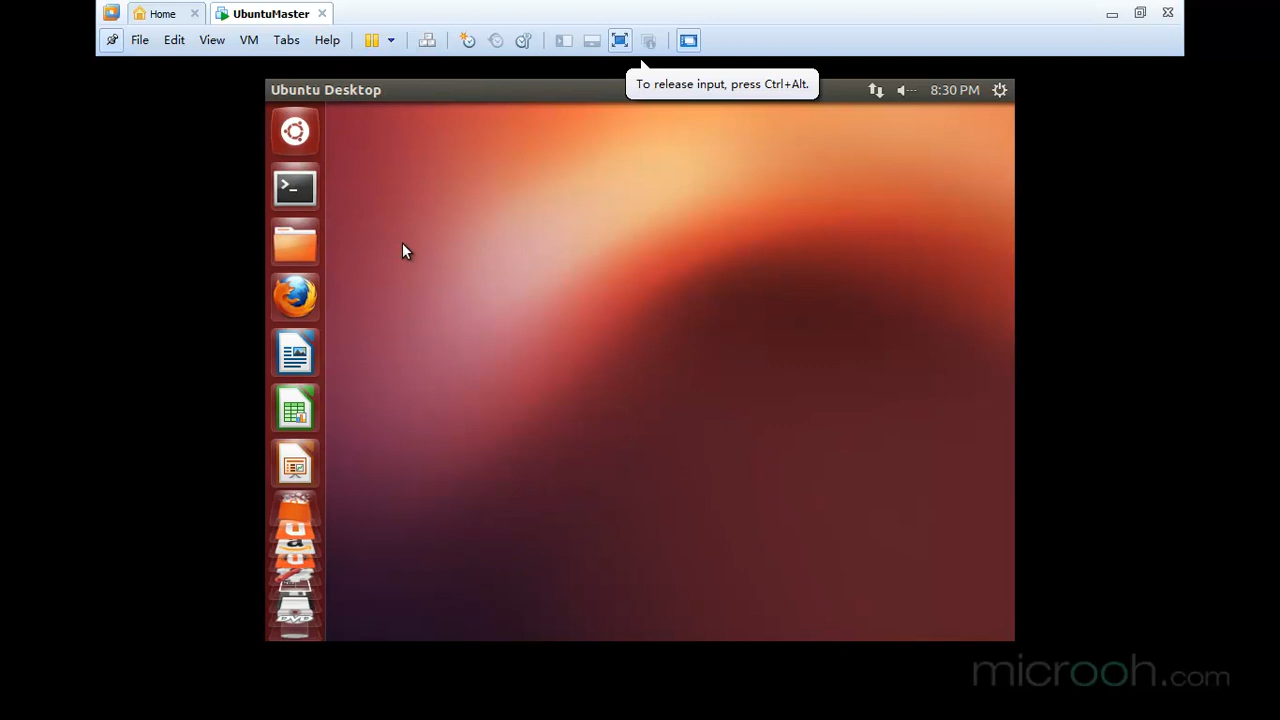 Home
UbuntuMaster
File Edit View VM Tabs Help
To release input, press Ctrl+Alt.
Ubuntu Desktop
8:30 PM
DVD
microoh.com